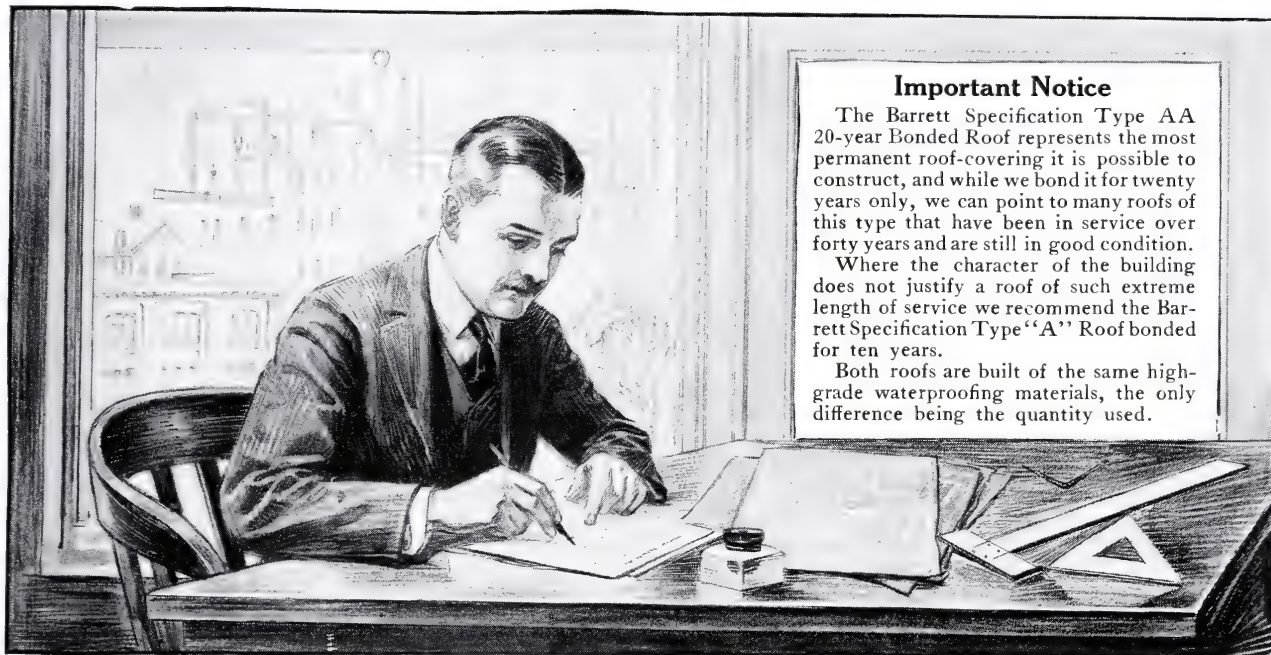 Important Notice
The Barrett Specification Type AA
20-year Bonded Roof represents the most
permanent roof-covering it is possible to
construct, and while we bond it for twenty
years only, we can point to many roofs of
this type that have been in service over
forty years and are still in good condition.
Where the character of the building
does not justify a roof of such extreme
length of service we recommend the Bar-
rett Specification Type "A" Roof bonded
for ten years.
Both roofs are built of the same high-
grade waterproofing materials, the only
difference being the quantity used.